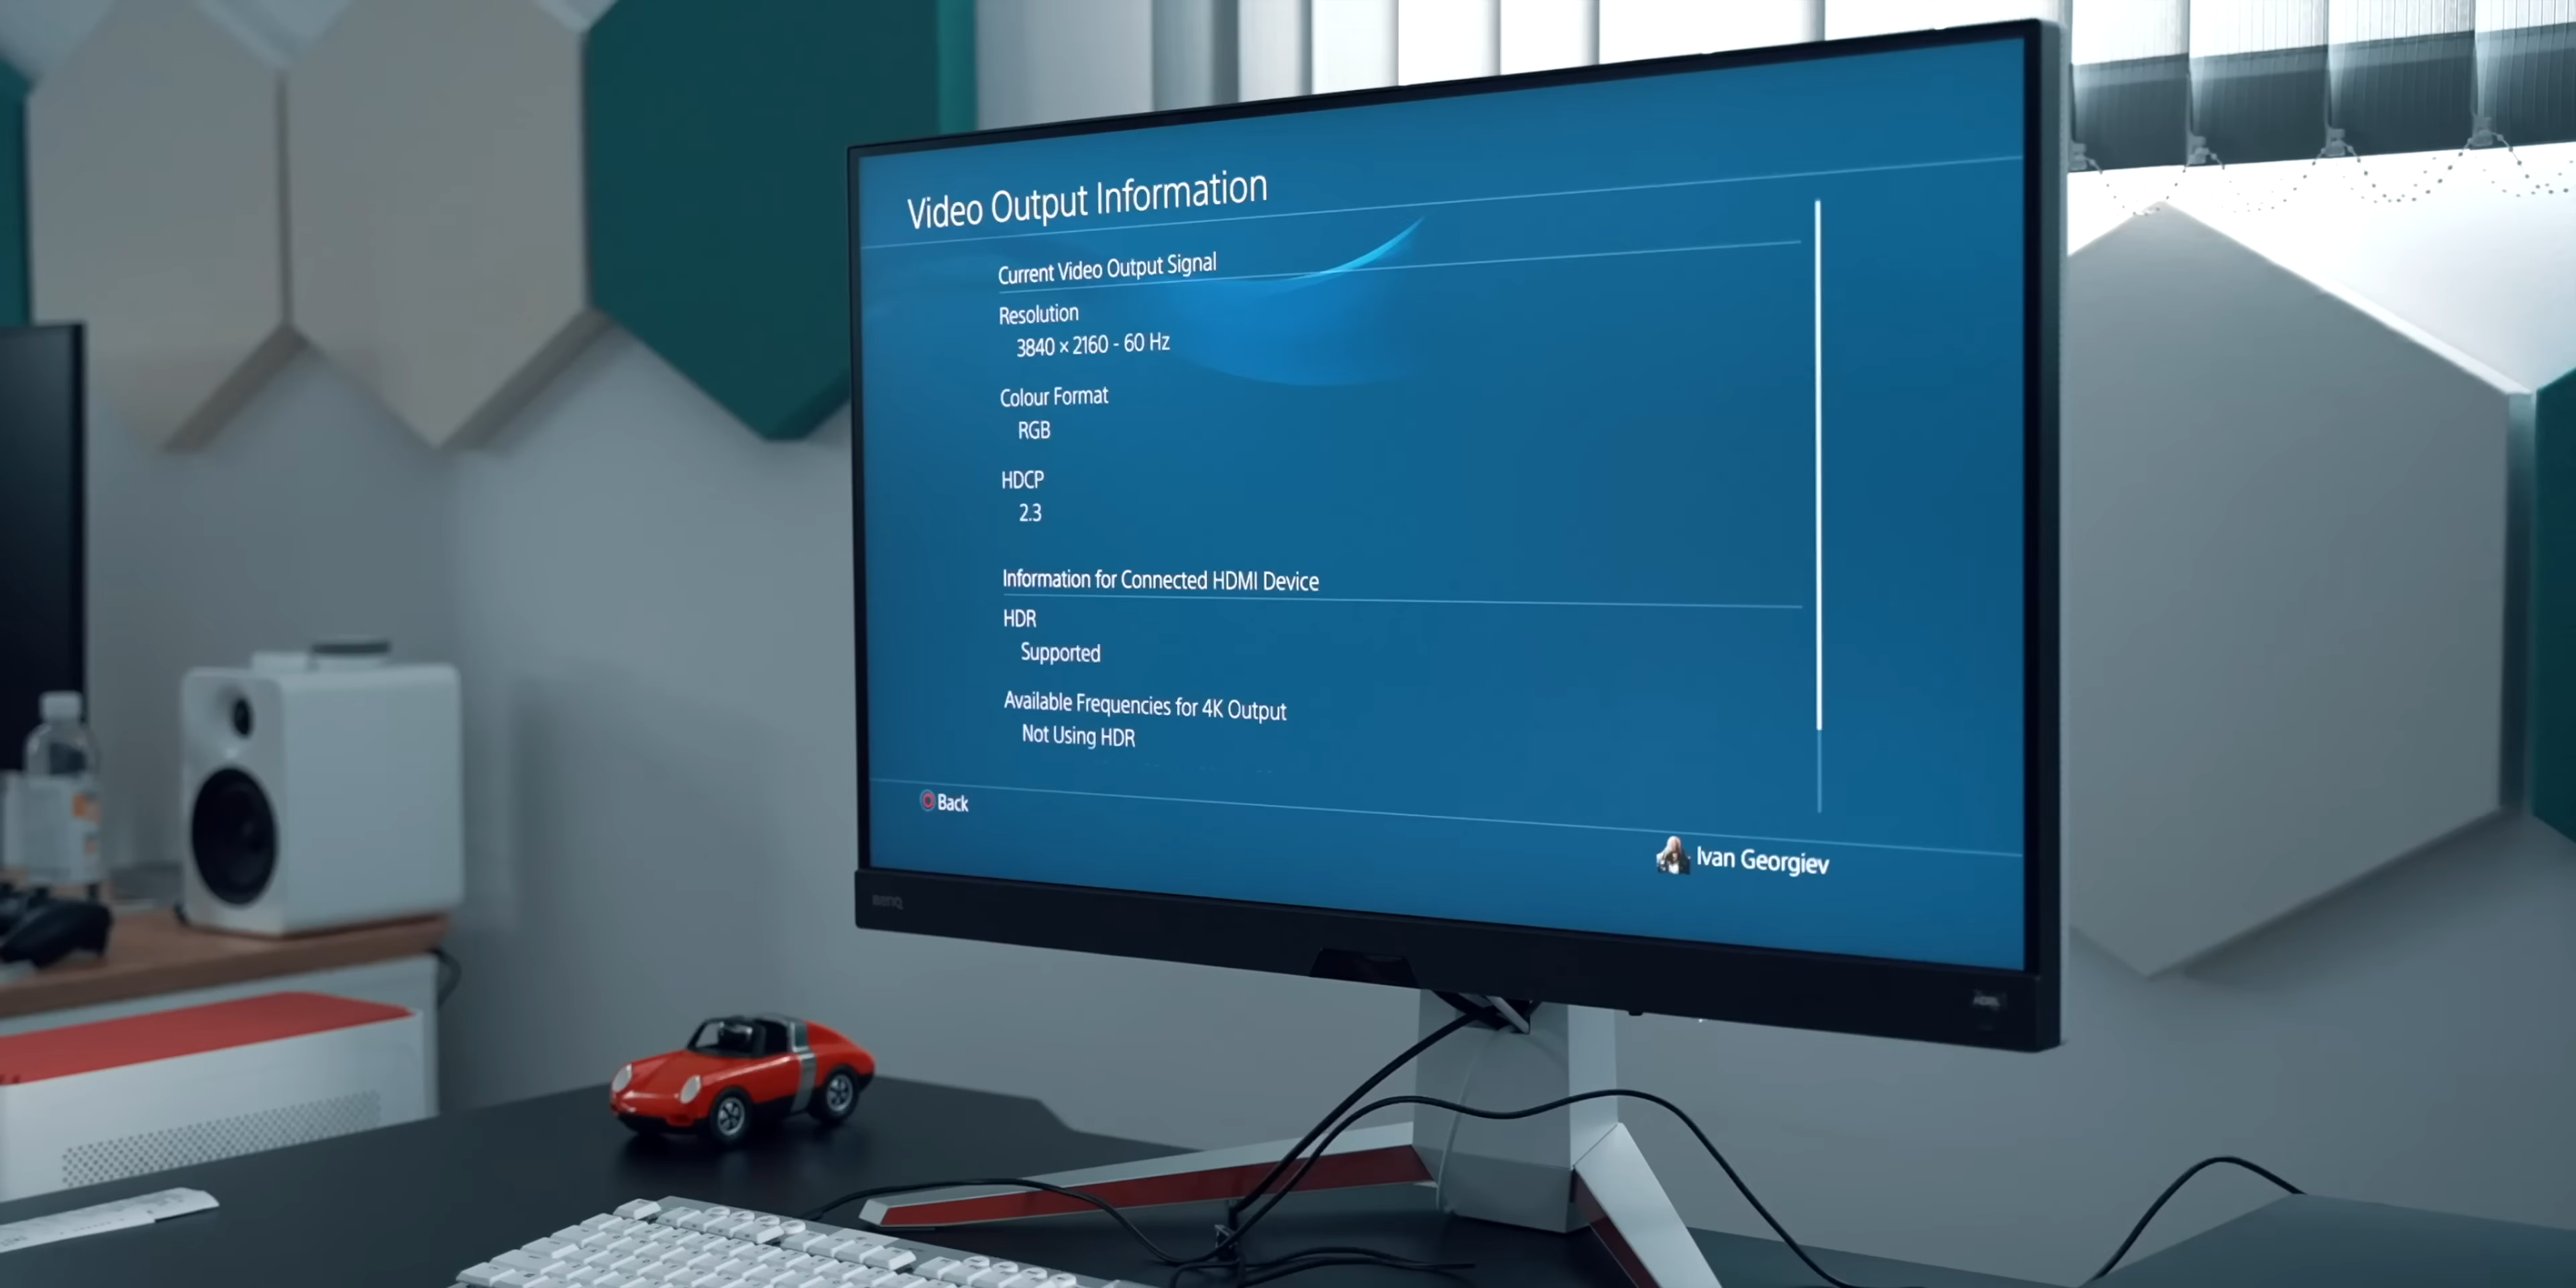 Video Output Information
Current Video Output Signal
Resolution
3840 × 2160 - 60 Hz
Colour Format
RGB
HDCP
2.3
Information for Connected HDMI Device
HDR
Supported
Available Frequencies for 4K Output
Not Using HDR
Back
Ivan Georgiev
BenQ